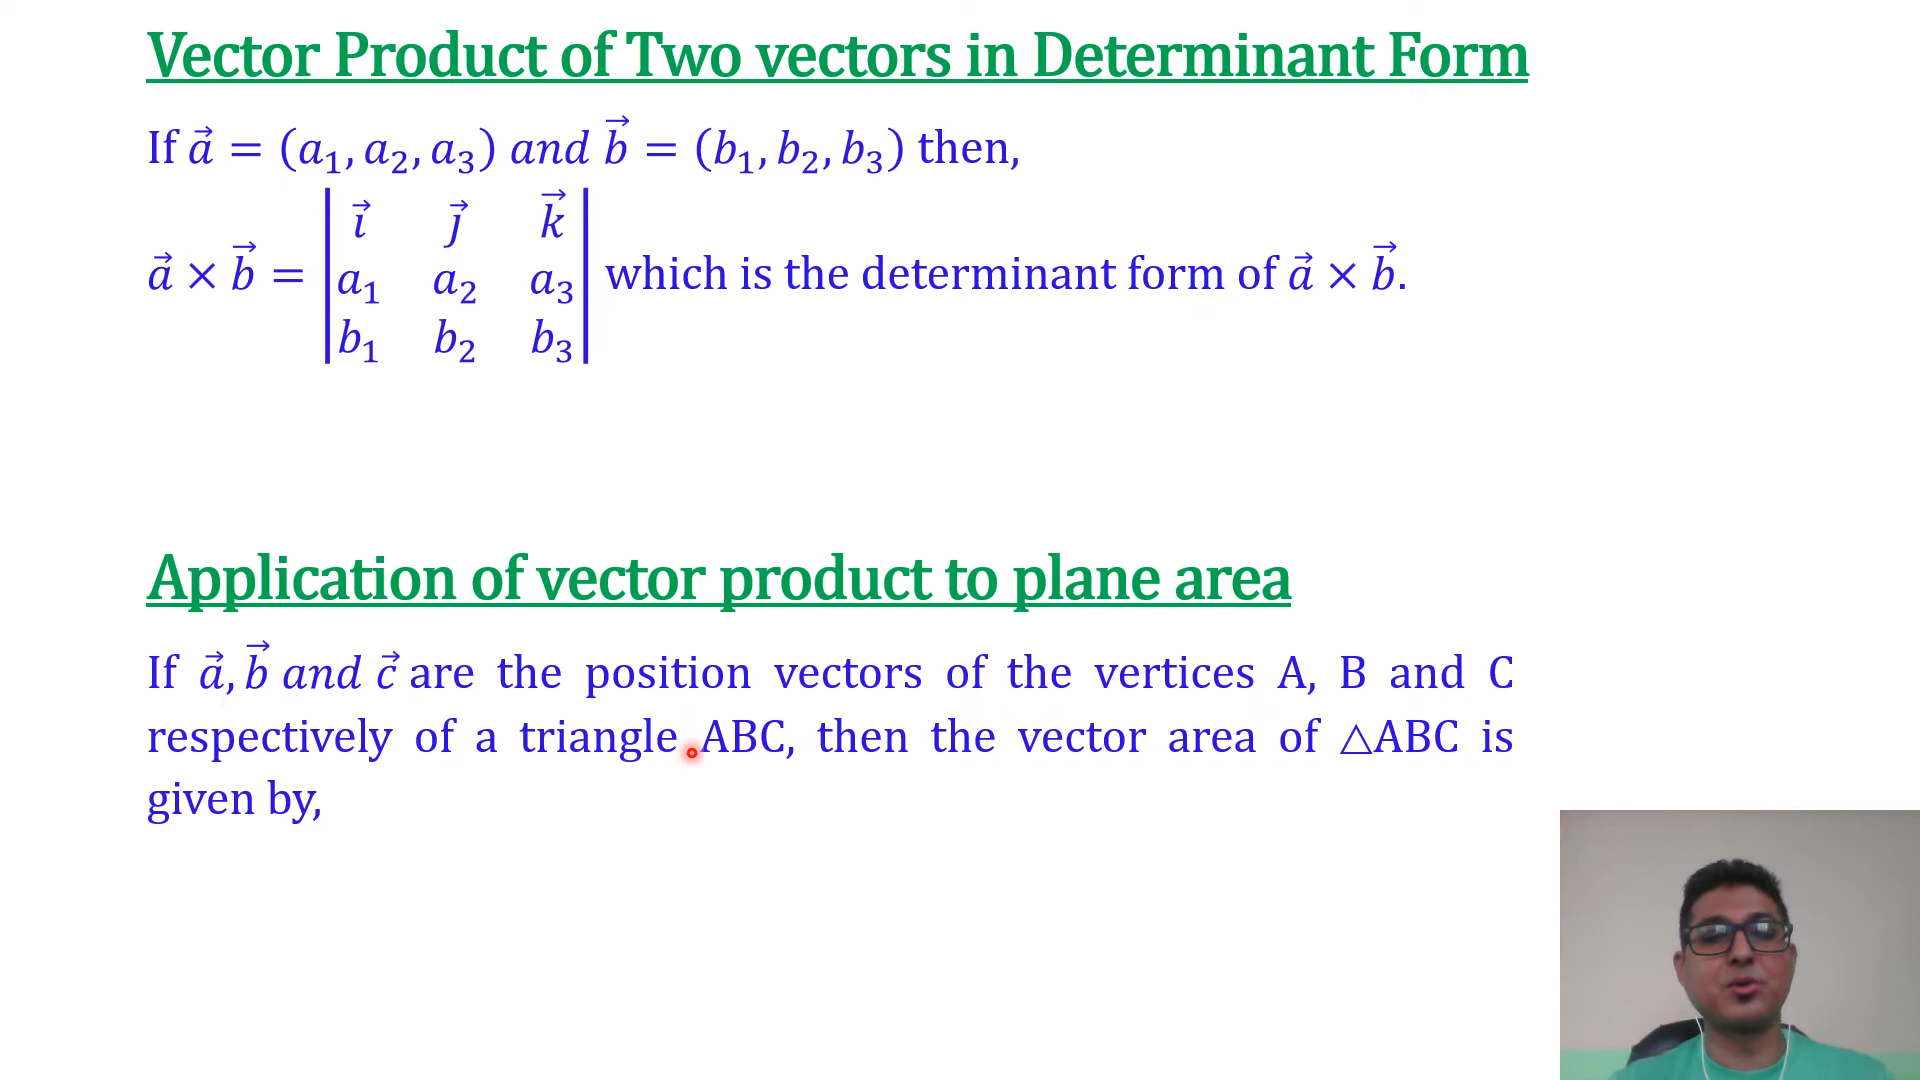 Vector Product of Two vectors in Determinant Form
If a⃗ = (a₁, a₂, a₃) and b⃗ = (b₁, b₂, b₃) then,
a⃗ × b⃗ = | i⃗ j⃗ k⃗ ; a₁ a₂ a₃ ; b₁ b₂ b₃ | which is the determinant form of a⃗ × b⃗.
Application of vector product to plane area
If a⃗, b⃗ and c⃗ are the position vectors of the vertices A, B and C
respectively of a triangle ABC, then the vector area of △ABC is
given by,